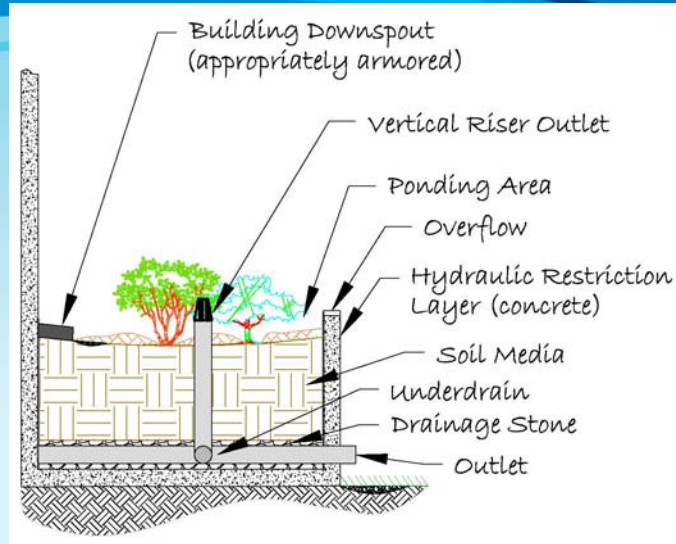 Building Downspout
(appropriately armored)
Vertical Riser Outlet
Ponding Area
Overflow
Hydraulic Restriction
Layer (concrete)
Soil Media
Underdrain
Drainage Stone
Outlet